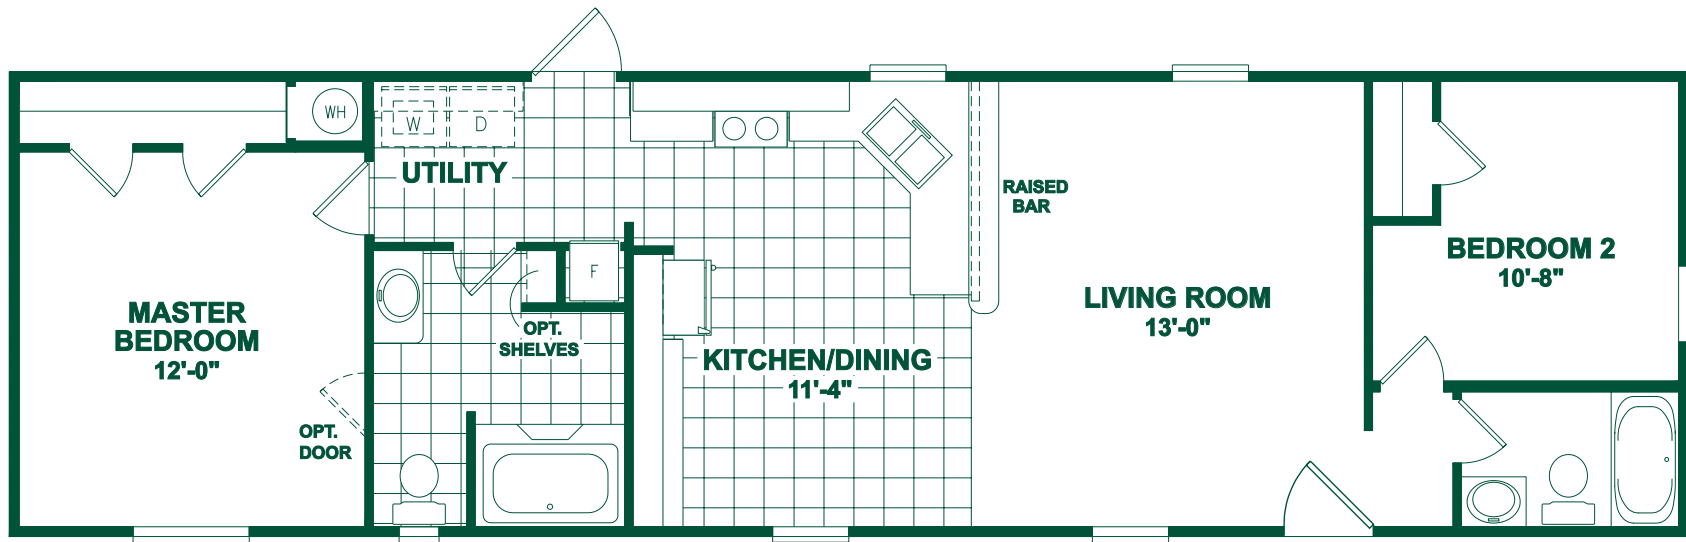 WH
W
D
UTILITY
RAISED
BAR
BEDROOM 2
10'-8"
F
LIVING ROOM
13'-0"
MASTER
BEDROOM
12'-0"
OPT.
SHELVES
KITCHEN/DINING
11'-4"
OPT.
DOOR